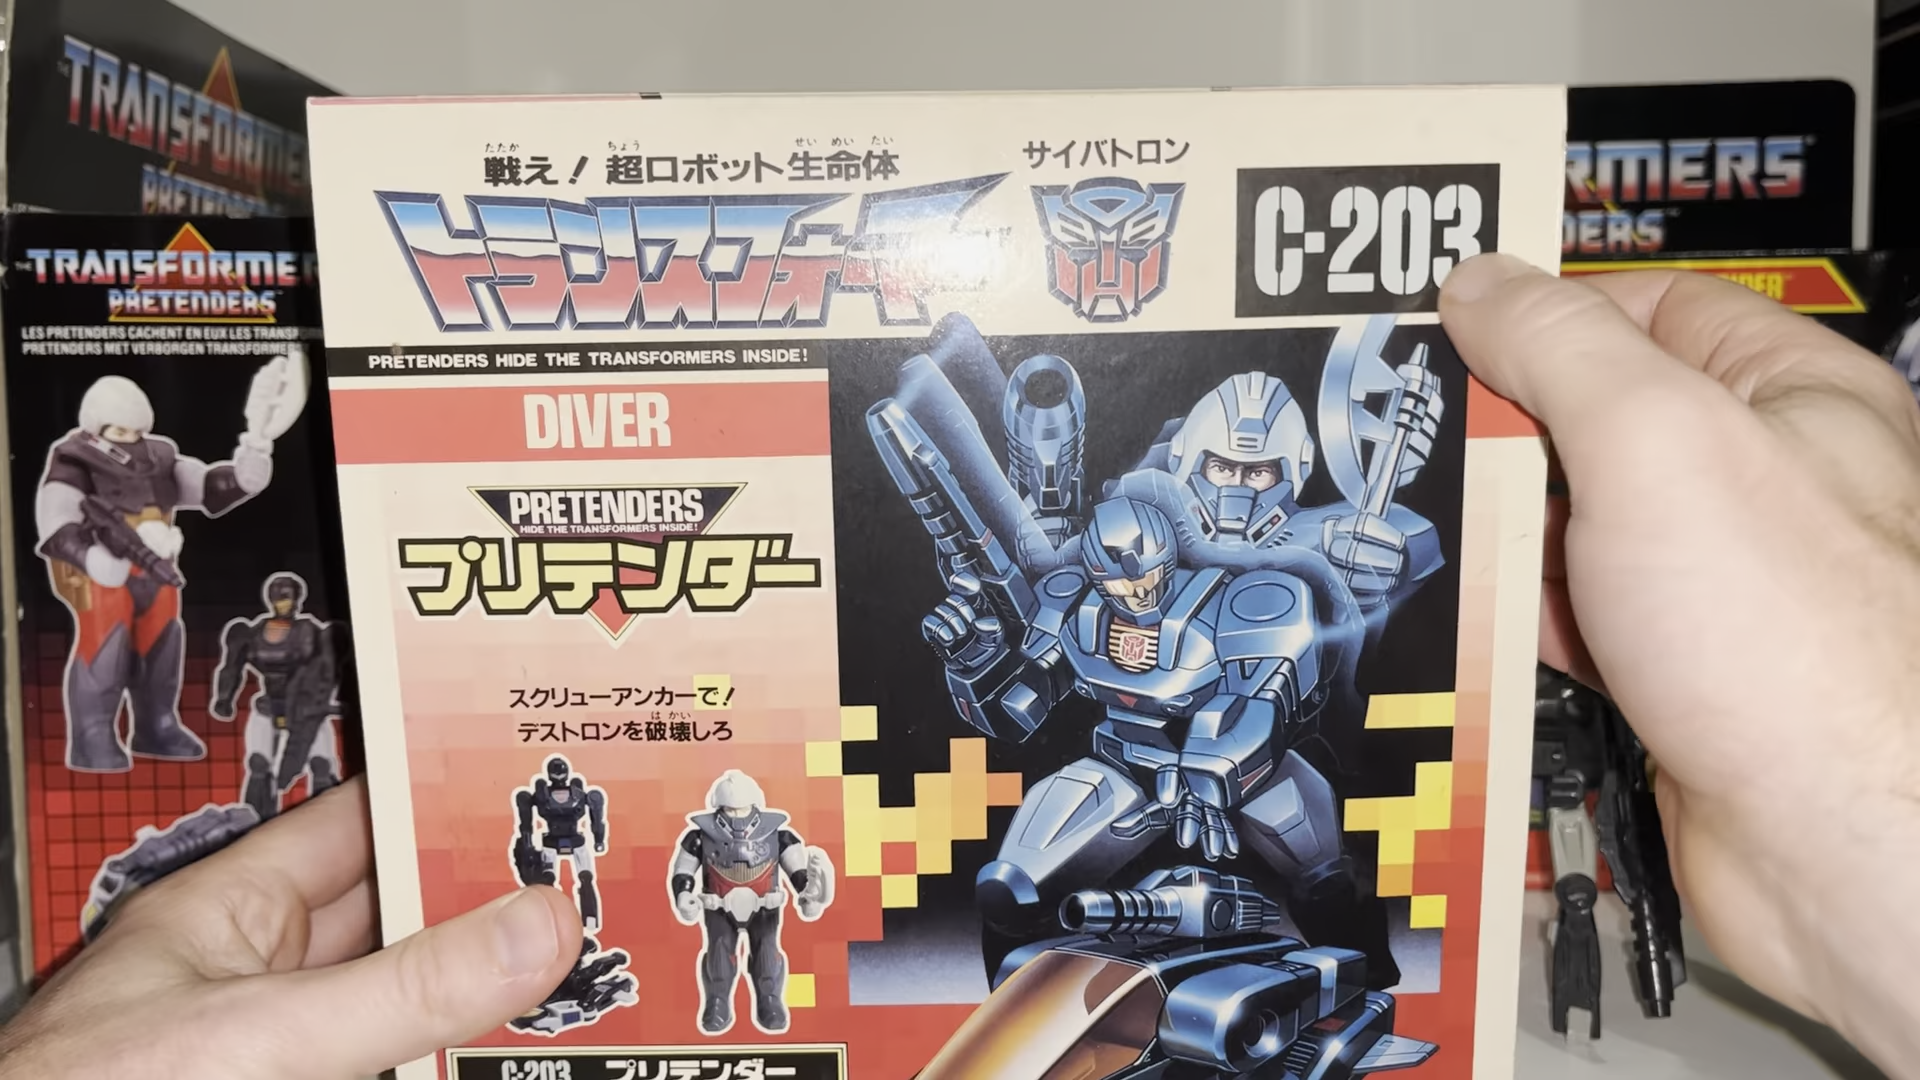 THE TRANSFORMERS
PRETENDERS
THE TRANSFORMERS
PRETENDERS
LES PRETENDERS CACHENT EN EUX LES TRANSF
PRETENDERS MET VERBORGEN TRANSFORME
たたか ちょう せい めい たい
戦え! 超ロボット生命体
トランスフォーマー
サイバトロン
C-203
PRETENDERS HIDE THE TRANSFORMERS INSIDE!
DIVER
PRETENDERS
HIDE THE TRANSFORMERS INSIDE!
プリテンダー
スクリューアンカーで!
は かい
デストロンを破壊しろ
C-203 プリテンダー
RMERS
DERS